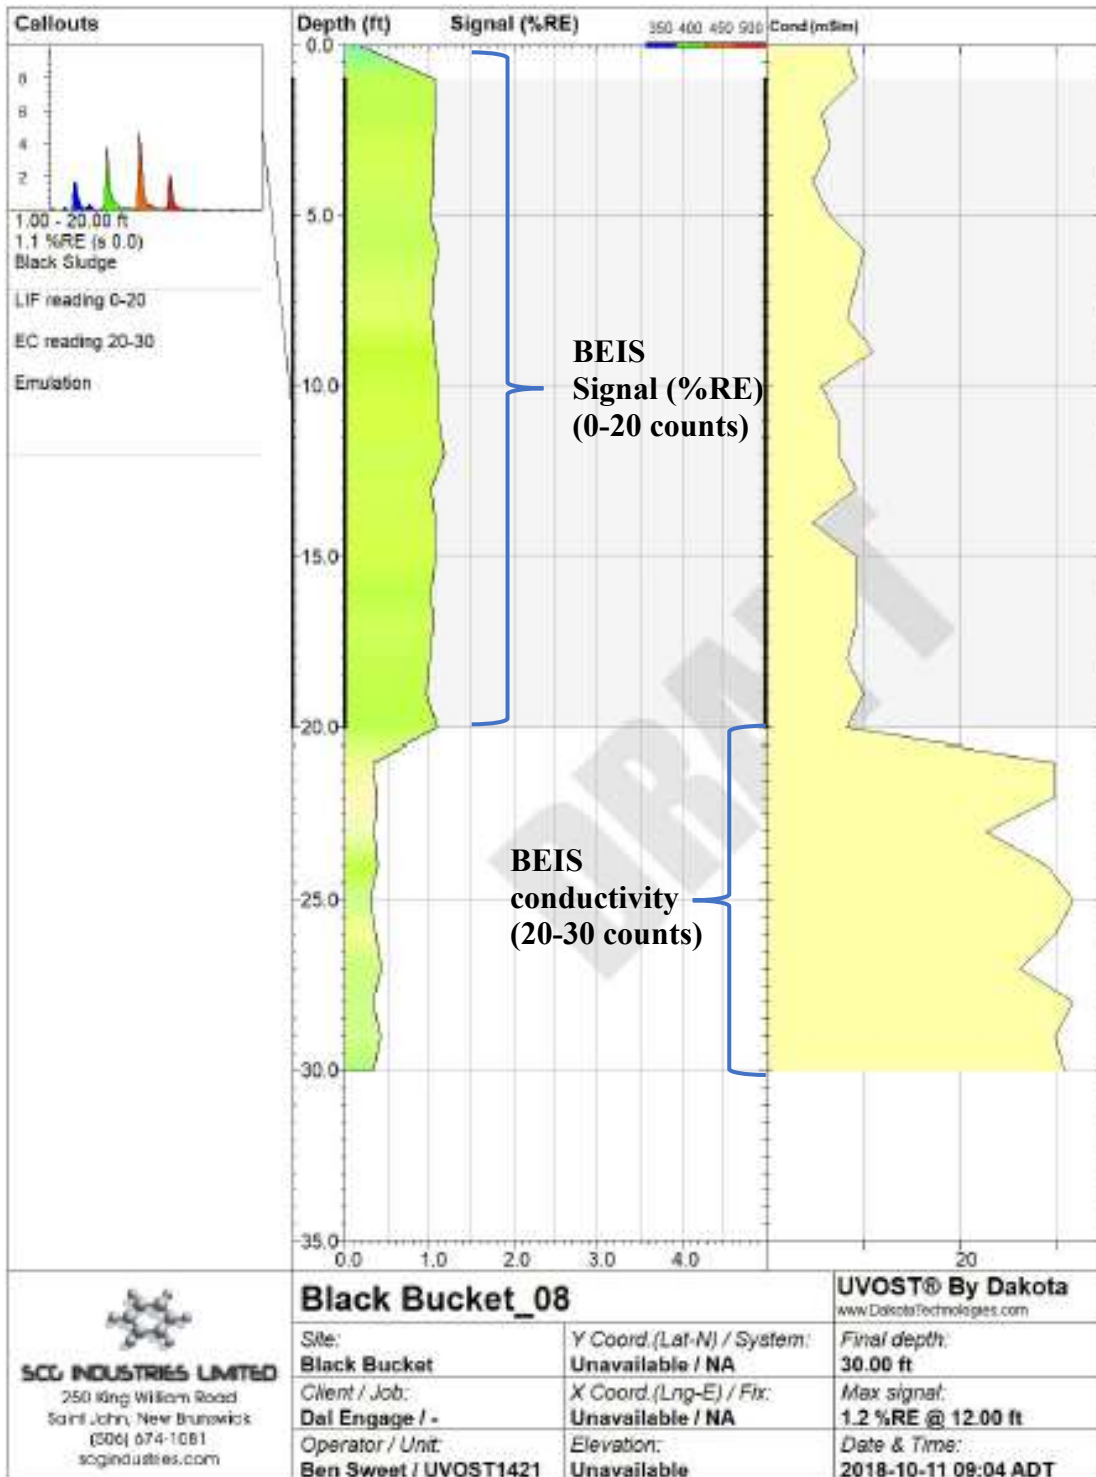 Callouts
Depth (ft)
Signal (%RE)
350 400 450 500
Cond (mSim)
8
6
4
2
1.00 - 20.00 ft
1.1 %RE (s 0.0)
Black Sludge
LIF reading 0-20
EC reading 20-30
Emulation
0.0
5.0
10.0
15.0
20.0
25.0
30.0
35.0
BEIS
Signal (%RE)
(0-20 counts)
BEIS
conductivity
(20-30 counts)
DRAFT
0.0 1.0 2.0 3.0 4.0
20
SCG INDUSTRIES LIMITED
250 King William Road
Saint John, New Brunswick
(506) 674-1081
scgindustries.com
Black Bucket_08
UVOST® By Dakota
www.DakotaTechnologies.com
Site:
Black Bucket
Y Coord.(Lat-N) / System:
Unavailable / NA
Final depth:
30.00 ft
Client / Job:
Dal Engage / -
X Coord.(Lng-E) / Fix:
Unavailable / NA
Max signal:
1.2 %RE @ 12.00 ft
Operator / Unit:
Ben Sweet / UVOST1421
Elevation:
Unavailable
Date & Time:
2018-10-11 09:04 ADT